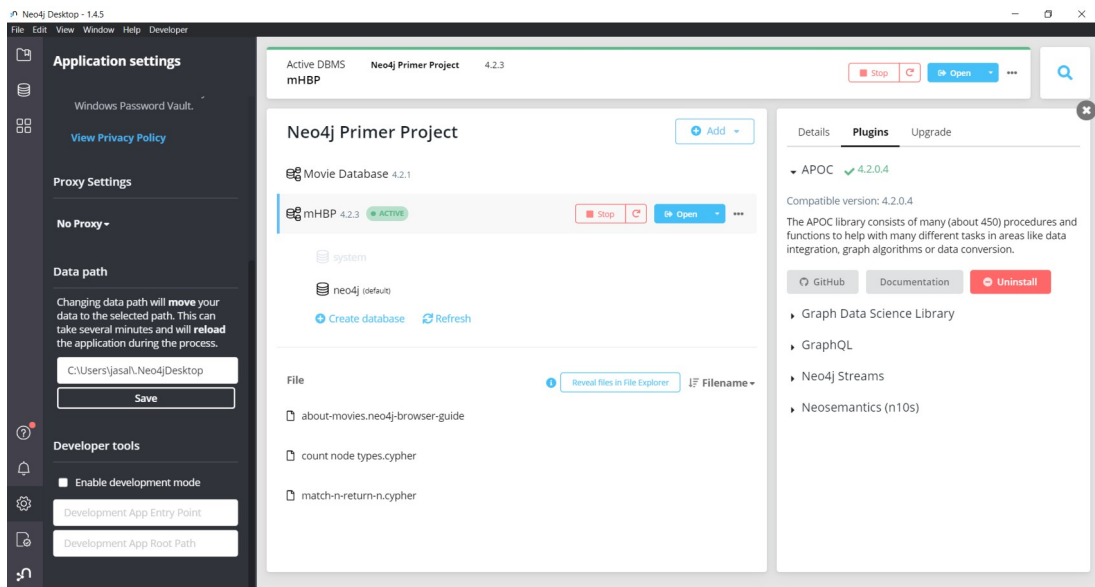 Neo4j Desktop - 1.4.5
File Edit View Window Help Developer
Application settings
Windows Password Vault.
View Privacy Policy
Proxy Settings
No Proxy
Data path
Changing data path will move your
data to the selected path. This can
take several minutes and will reload
the application during the process.
C:\Users\jasal\.Neo4jDesktop
Save
Developer tools
Enable development mode
Development App Entry Point
Development App Root Path
Active DBMS Neo4j Primer Project 4.2.3
mHBP
Stop Open
Neo4j Primer Project
Add
Movie Database 4.2.1
mHBP 4.2.3 ACTIVE Stop Open
system
neo4j (default)
Create database Refresh
File Reveal files in File Explorer Filename
about-movies.neo4j-browser-guide
count node types.cypher
match-n-return-n.cypher
Details Plugins Upgrade
APOC 4.2.0.4
Compatible version: 4.2.0.4
The APOC library consists of many (about 450) procedures and
functions to help with many different tasks in areas like data
integration, graph algorithms or data conversion.
GitHub Documentation Uninstall
Graph Data Science Library
GraphQL
Neo4j Streams
Neosemantics (n10s)